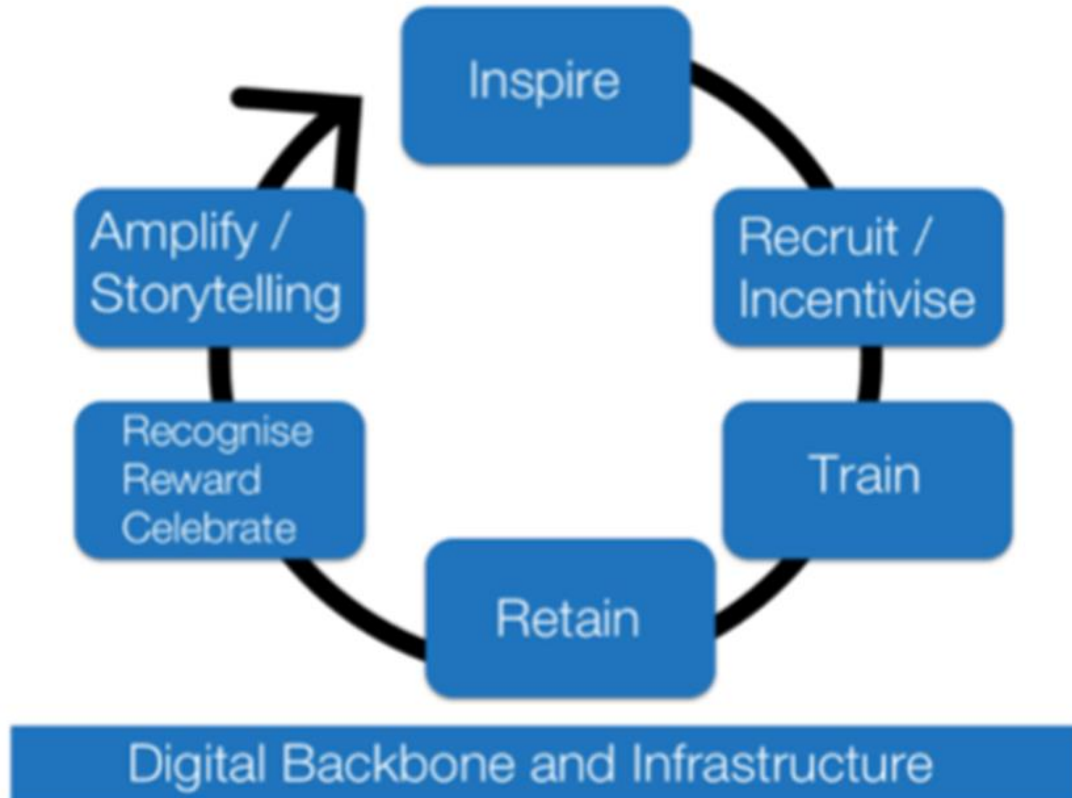 Inspire
Recruit /
Incentivise
Train
Retain
Recognise
Reward
Celebrate
Amplify /
Storytelling
Digital Backbone and Infrastructure